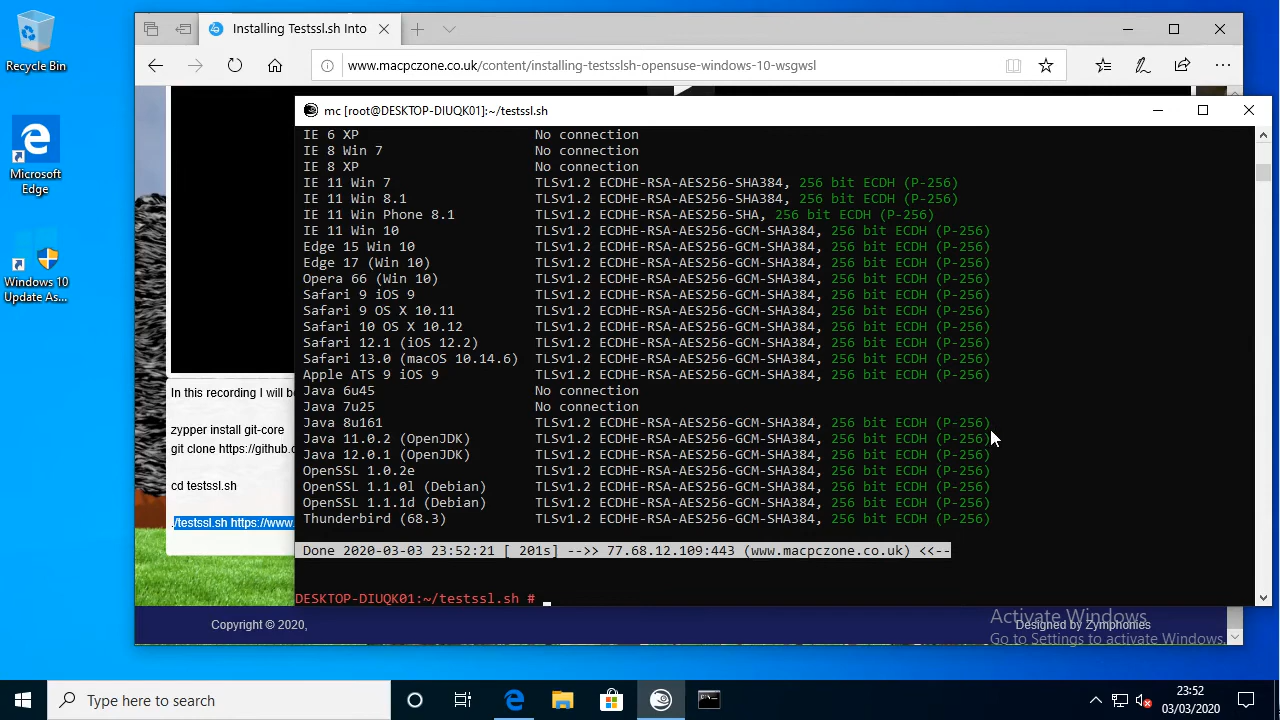 Recycle Bin
Microsoft
Edge
Windows 10
Update As...
Installing Testssl.sh Into
www.macpczone.co.uk/content/installing-testsslsh-opensuse-windows-10-wsgwsl
mc [root@DESKTOP-DIUQK01]:~/testssl.sh
IE 6 XP No connection
IE 8 Win 7 No connection
IE 8 XP No connection
IE 11 Win 7 TLSv1.2 ECDHE-RSA-AES256-SHA384, 256 bit ECDH (P-256)
IE 11 Win 8.1 TLSv1.2 ECDHE-RSA-AES256-SHA384, 256 bit ECDH (P-256)
IE 11 Win Phone 8.1 TLSv1.2 ECDHE-RSA-AES256-SHA, 256 bit ECDH (P-256)
IE 11 Win 10 TLSv1.2 ECDHE-RSA-AES256-GCM-SHA384, 256 bit ECDH (P-256)
Edge 15 Win 10 TLSv1.2 ECDHE-RSA-AES256-GCM-SHA384, 256 bit ECDH (P-256)
Edge 17 (Win 10) TLSv1.2 ECDHE-RSA-AES256-GCM-SHA384, 256 bit ECDH (P-256)
Opera 66 (Win 10) TLSv1.2 ECDHE-RSA-AES256-GCM-SHA384, 256 bit ECDH (P-256)
Safari 9 iOS 9 TLSv1.2 ECDHE-RSA-AES256-GCM-SHA384, 256 bit ECDH (P-256)
Safari 9 OS X 10.11 TLSv1.2 ECDHE-RSA-AES256-GCM-SHA384, 256 bit ECDH (P-256)
Safari 10 OS X 10.12 TLSv1.2 ECDHE-RSA-AES256-GCM-SHA384, 256 bit ECDH (P-256)
Safari 12.1 (iOS 12.2) TLSv1.2 ECDHE-RSA-AES256-GCM-SHA384, 256 bit ECDH (P-256)
Safari 13.0 (macOS 10.14.6) TLSv1.2 ECDHE-RSA-AES256-GCM-SHA384, 256 bit ECDH (P-256)
Apple ATS 9 iOS 9 TLSv1.2 ECDHE-RSA-AES256-GCM-SHA384, 256 bit ECDH (P-256)
Java 6u45 No connection
Java 7u25 No connection
Java 8u161 TLSv1.2 ECDHE-RSA-AES256-GCM-SHA384, 256 bit ECDH (P-256)
Java 11.0.2 (OpenJDK) TLSv1.2 ECDHE-RSA-AES256-GCM-SHA384, 256 bit ECDH (P-256)
Java 12.0.1 (OpenJDK) TLSv1.2 ECDHE-RSA-AES256-GCM-SHA384, 256 bit ECDH (P-256)
OpenSSL 1.0.2e TLSv1.2 ECDHE-RSA-AES256-GCM-SHA384, 256 bit ECDH (P-256)
OpenSSL 1.1.0l (Debian) TLSv1.2 ECDHE-RSA-AES256-GCM-SHA384, 256 bit ECDH (P-256)
OpenSSL 1.1.1d (Debian) TLSv1.2 ECDHE-RSA-AES256-GCM-SHA384, 256 bit ECDH (P-256)
Thunderbird (68.3) TLSv1.2 ECDHE-RSA-AES256-GCM-SHA384, 256 bit ECDH (P-256)
Done 2020-03-03 23:52:21 [ 201s] -->> 77.68.12.109:443 (www.macpczone.co.uk) <<--
DESKTOP-DIUQK01:~/testssl.sh #
In this recording I will b
zypper install git-core
git clone https://github.c
cd testssl.sh
./testssl.sh https://www.
Copyright © 2020,
Designed by Zymphonies
Activate Windows
Go to Settings to activate Windows.
Type here to search
23:52
03/03/2020